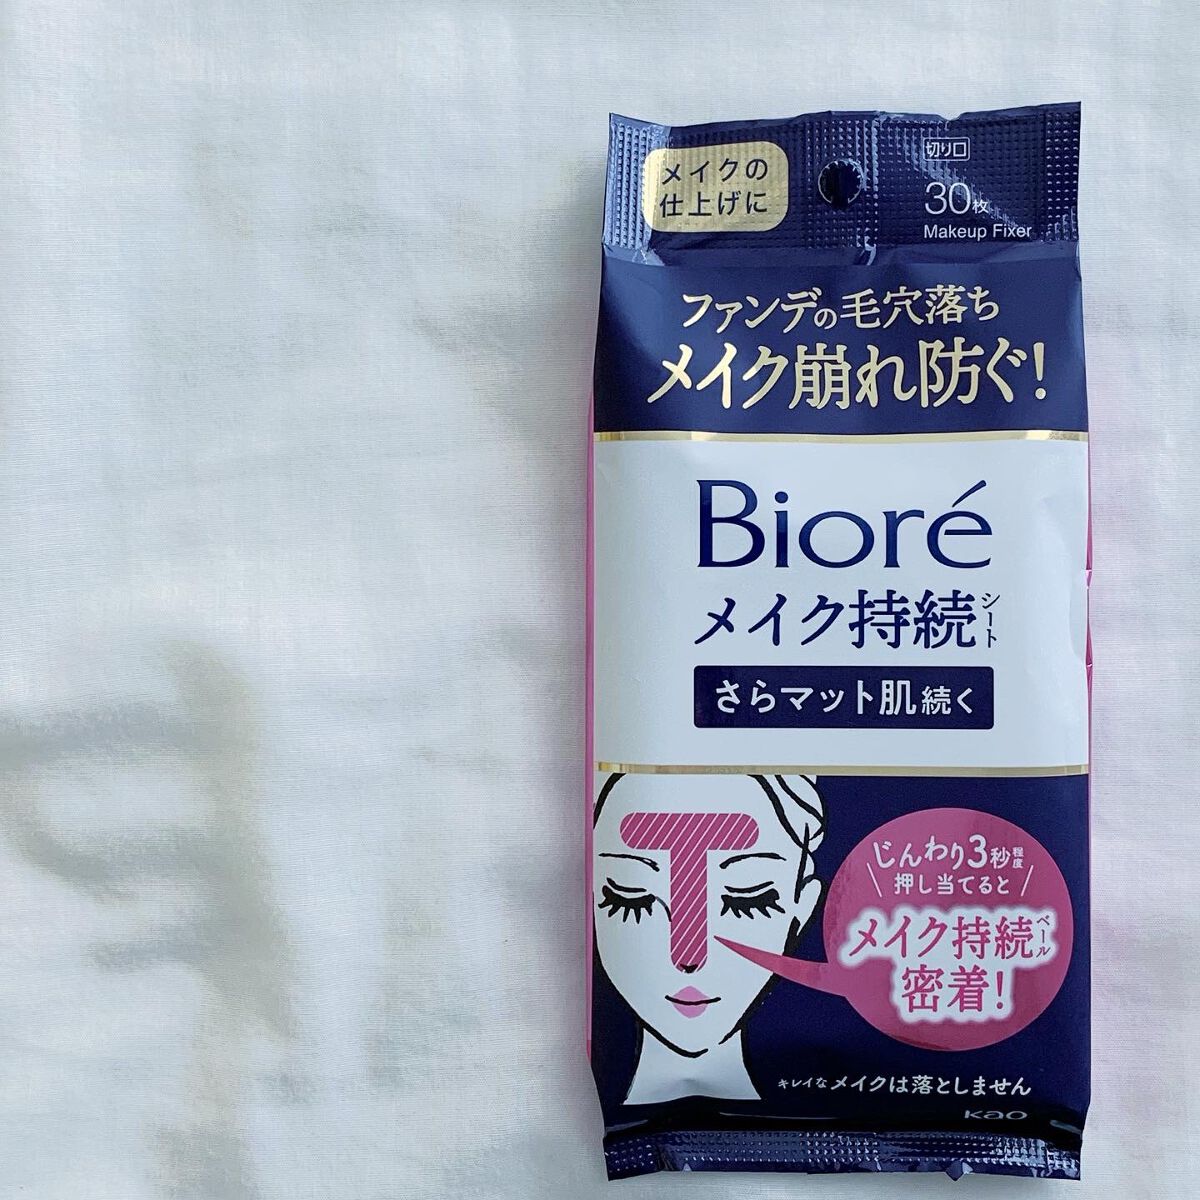 メイクの
仕上げに
切り口
30枚
Makeup Fixer
ファンデの毛穴落ち
メイク崩れ防ぐ!
Bioré
メイク持続シート
さらマット肌続く
じんわり3秒程度
押し当てると
メイク持続ベール
密着!
キレイなメイクは落としません
Kao